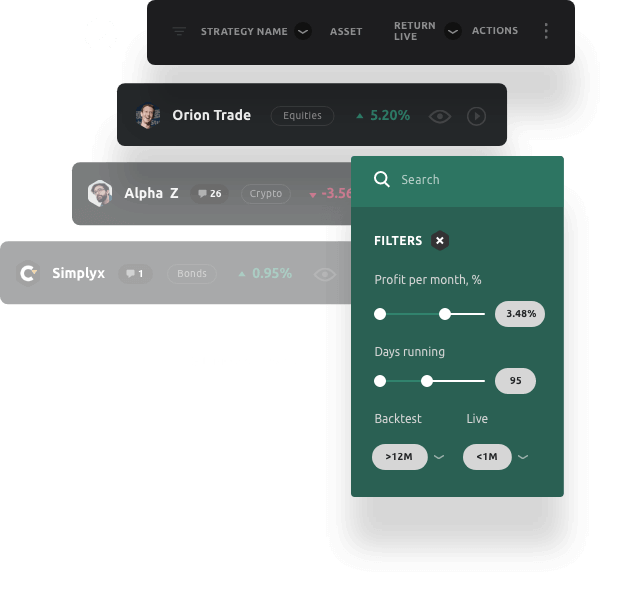 STRATEGY NAME
ASSET
RETURN
LIVE
ACTIONS
Orion Trade
Equities
5.20%
Alpha Z
26
Crypto
-3.56
Simplyx
1
Bonds
0.95%
Search
FILTERS
Profit per month, %
3.48%
Days running
95
Backtest
Live
>12M
<1M